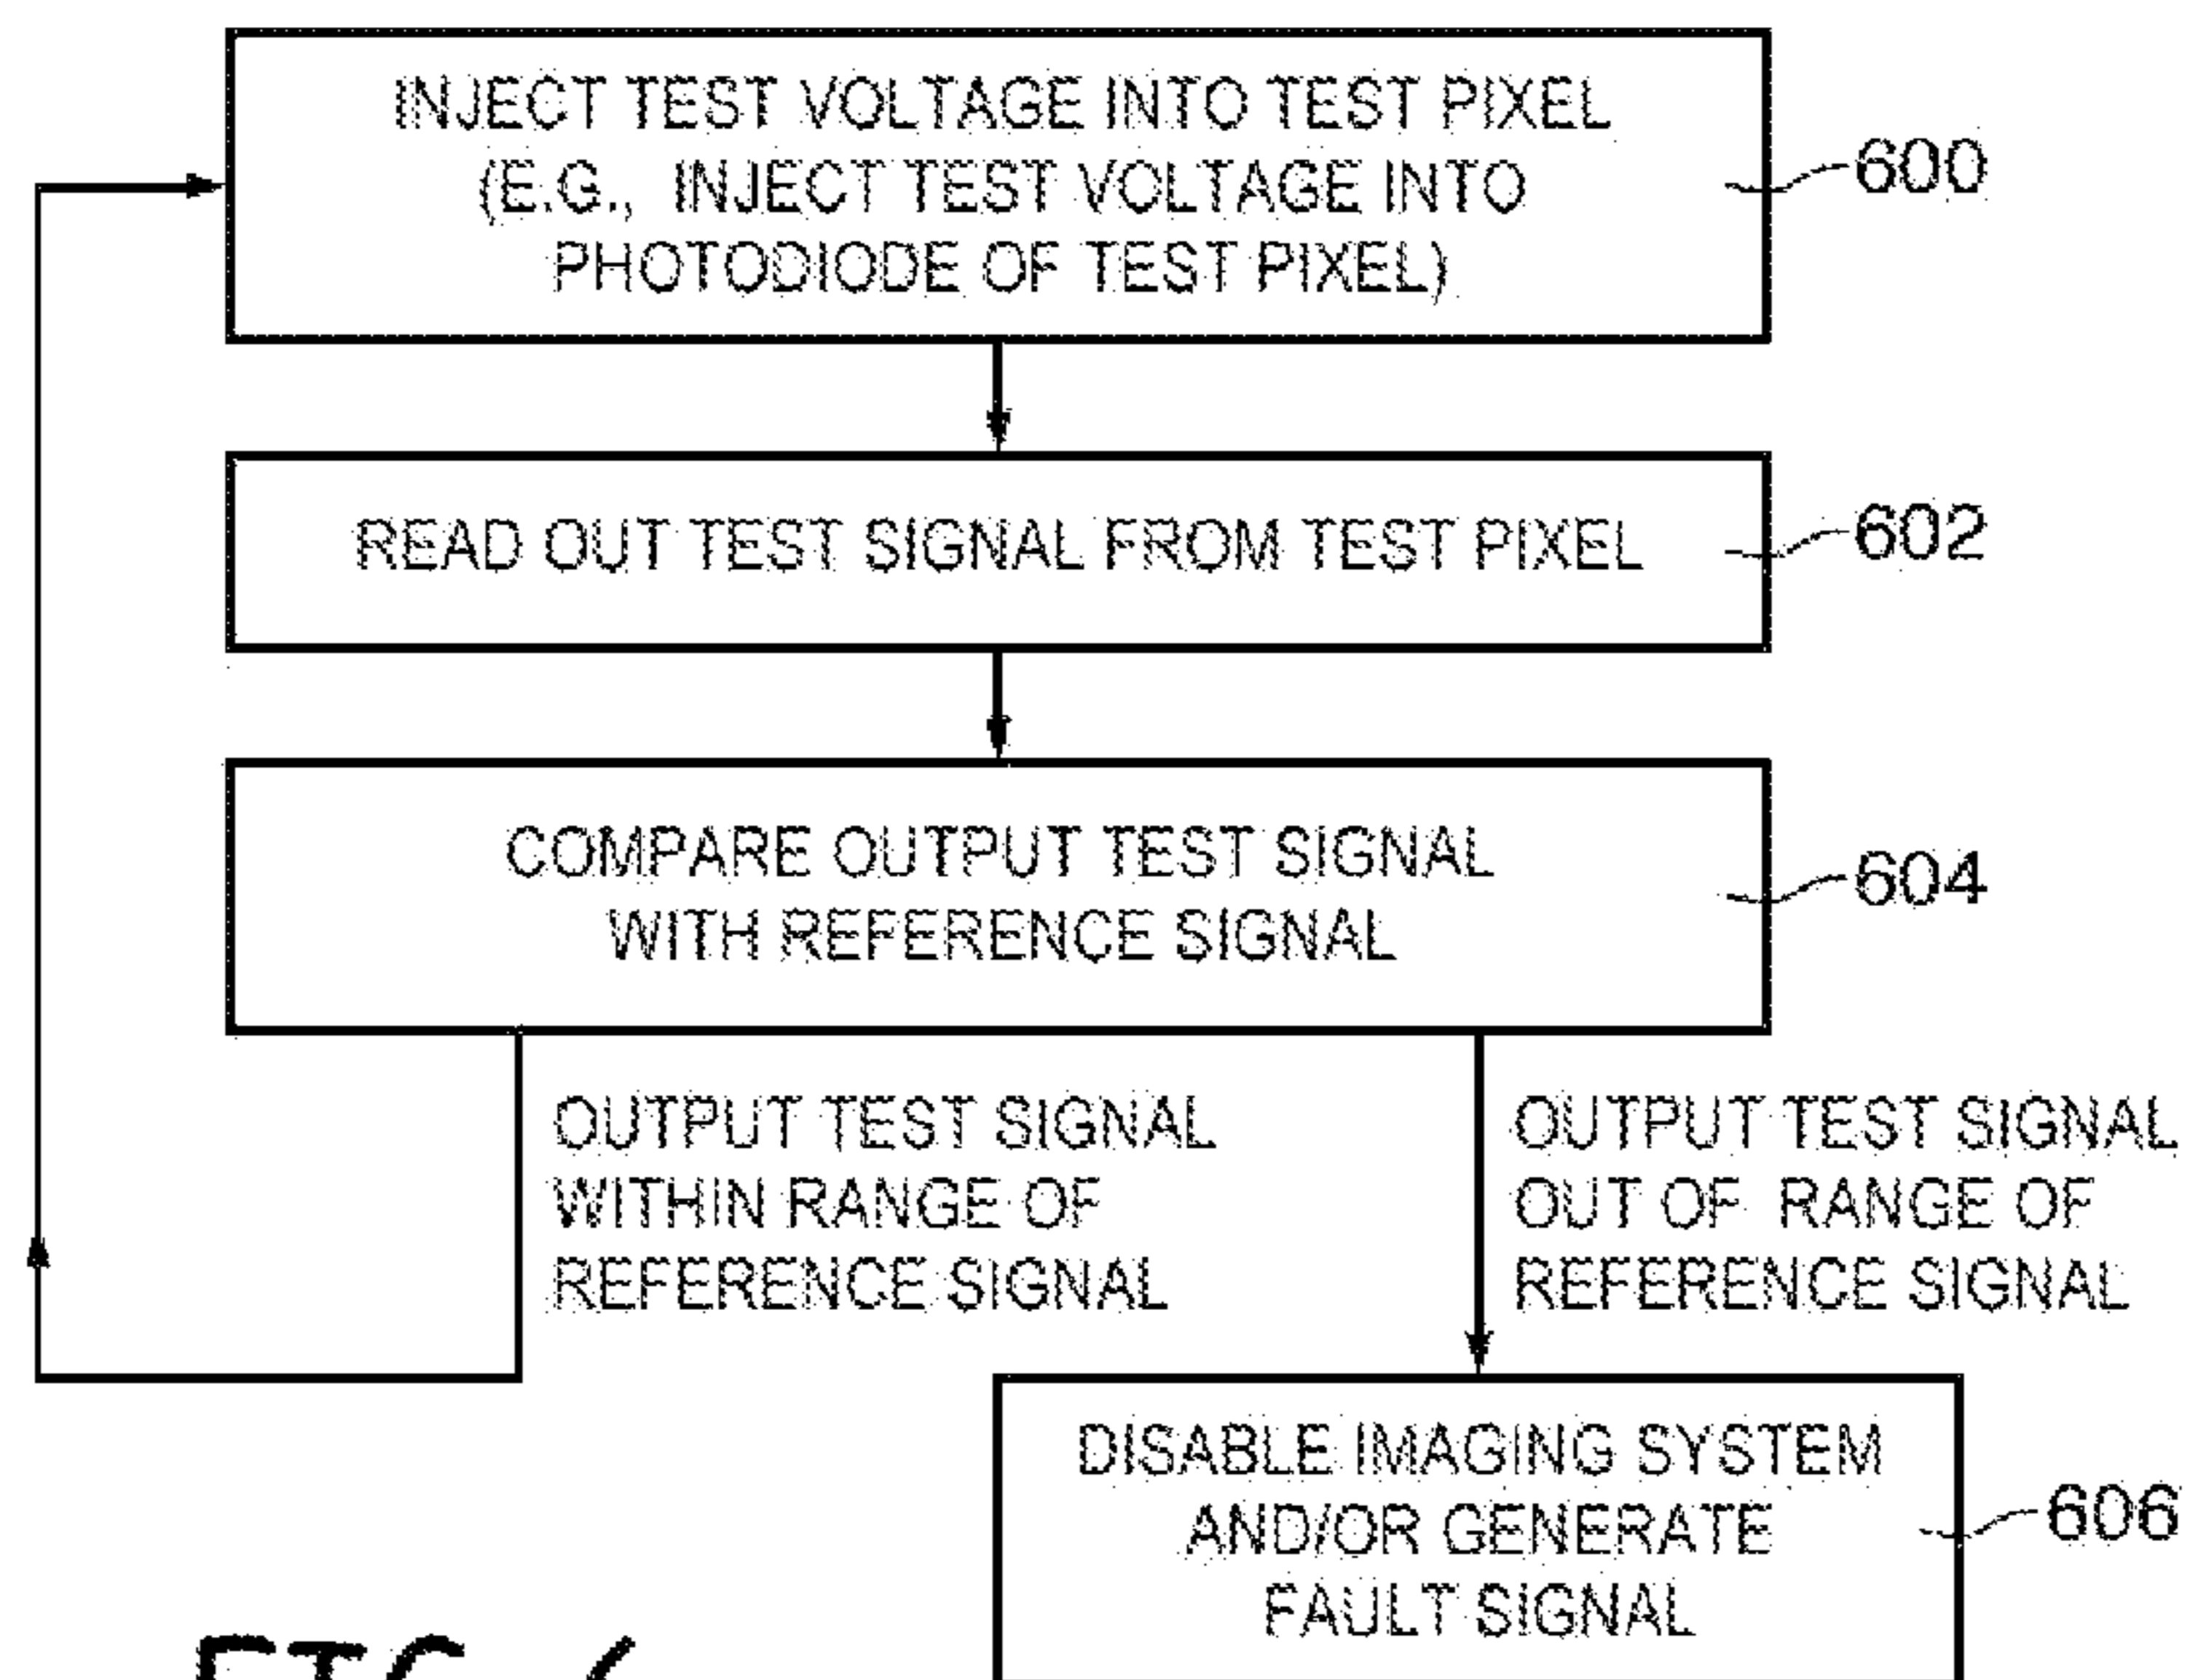 INJECT TEST VOLTAGE INTO TEST PIXEL
(E.G., INJECT TEST VOLTAGE INTO
PHOTODIODE OF TEST PIXEL)
600
READ OUT TEST SIGNAL FROM TEST PIXEL
602
COMPARE OUTPUT TEST SIGNAL
WITH REFERENCE SIGNAL
604
OUTPUT TEST SIGNAL
WITHIN RANGE OF
REFERENCE SIGNAL
OUTPUT TEST SIGNAL
OUT OF RANGE OF
REFERENCE SIGNAL
DISABLE IMAGING SYSTEM
AND/OR GENERATE
FAULT SIGNAL
606